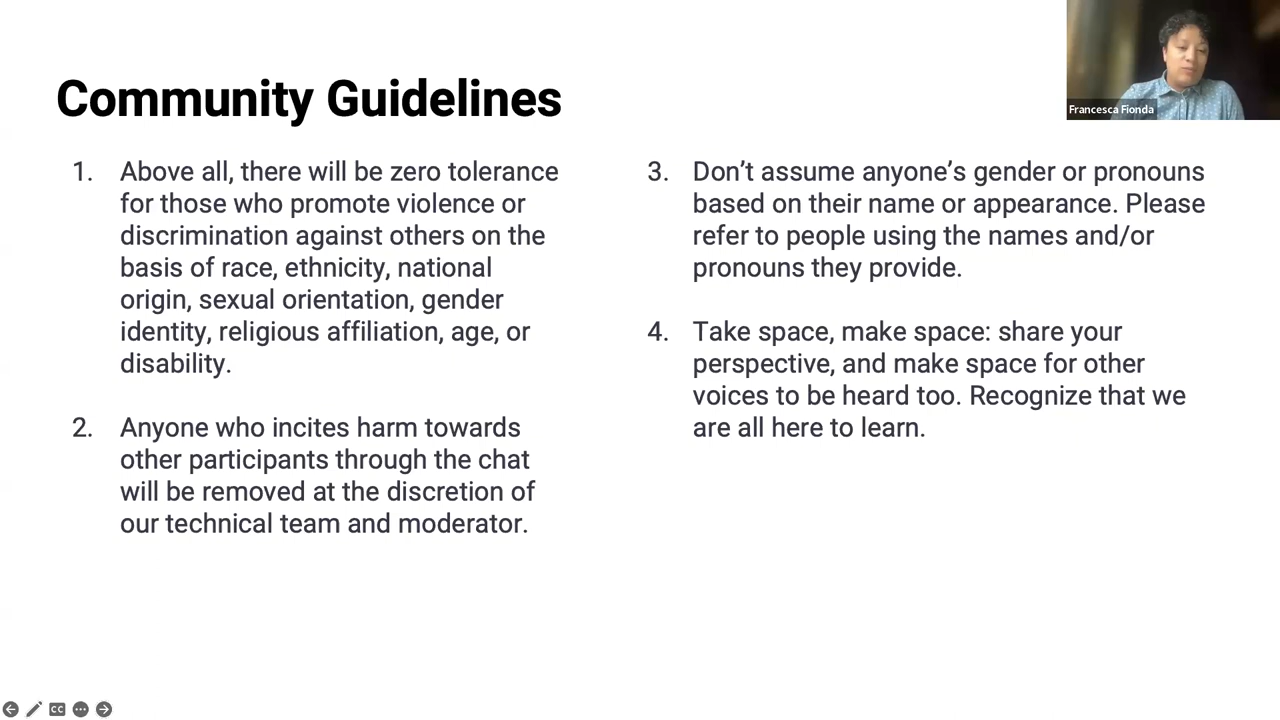 Community Guidelines
Francesca Fionda
1. Above all, there will be zero tolerance
for those who promote violence or
discrimination against others on the
basis of race, ethnicity, national
origin, sexual orientation, gender
identity, religious affiliation, age, or
disability.
2. Anyone who incites harm towards
other participants through the chat
will be removed at the discretion of
our technical team and moderator.
3. Don’t assume anyone’s gender or pronouns
based on their name or appearance. Please
refer to people using the names and/or
pronouns they provide.
4. Take space, make space: share your
perspective, and make space for other
voices to be heard too. Recognize that we
are all here to learn.
CC